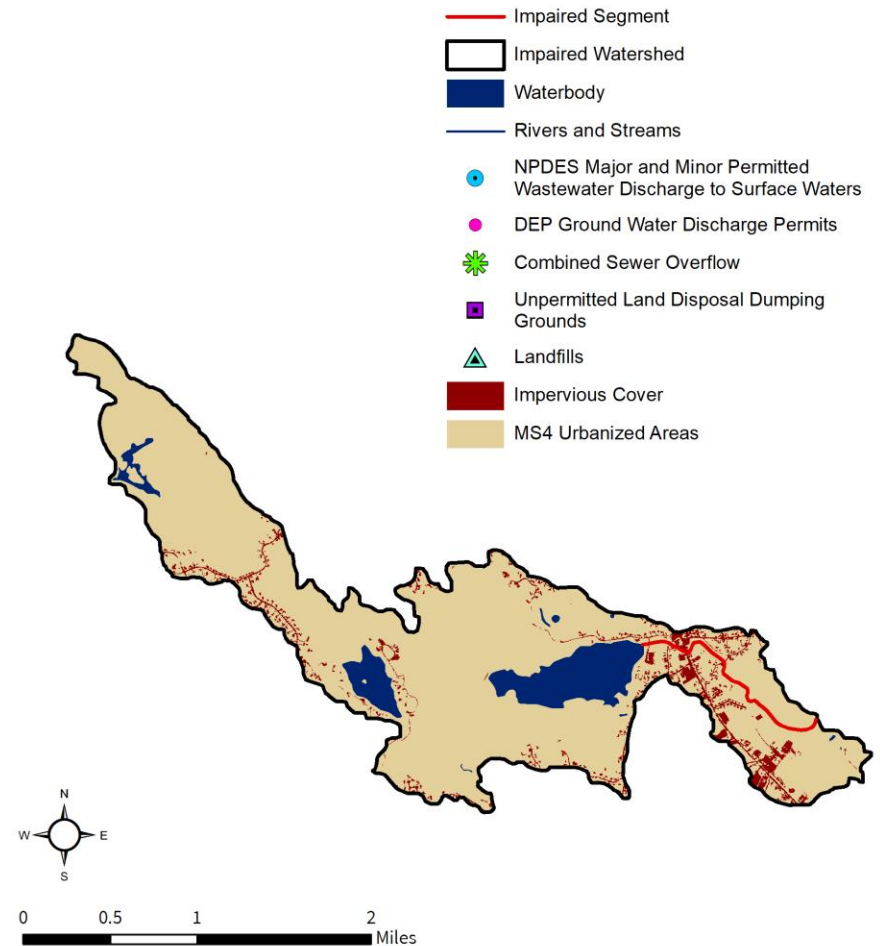 Impaired Segment
Impaired Watershed
Waterbody
Rivers and Streams
NPDES Major and Minor Permitted
Wastewater Discharge to Surface Waters
DEP Ground Water Discharge Permits
Combined Sewer Overflow
Unpermitted Land Disposal Dumping
Grounds
Landfills
Impervious Cover
MS4 Urbanized Areas
N
W E
S
0 0.5 1 2
Miles